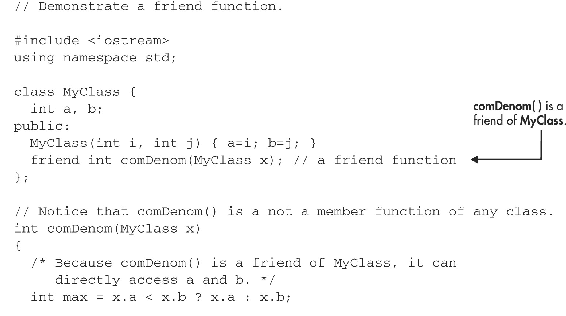 // Demonstrate a friend function.
#include <iostream>
using namespace std;
class MyClass {
int a, b;
public:
MyClass(int i, int j) { a=i; b=j; }
friend int comDenom(MyClass x); // a friend function
};
comDenom( ) is a
friend of MyClass.
// Notice that comDenom() is a not a member function of any class.
int comDenom(MyClass x)
{
/* Because comDenom() is a friend of MyClass, it can
directly access a and b. */
int max = x.a < x.b ? x.a : x.b;